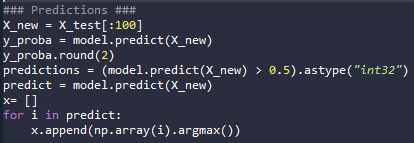 ### Predictions ###
X_new = X_test[:100]
y_proba = model.predict(X_new)
y_proba.round(2)
predictions = (model.predict(X_new) > 0.5).astype("int32")
predict = model.predict(X_new)
x= []
for i in predict:
    x.append(np.array(i).argmax())